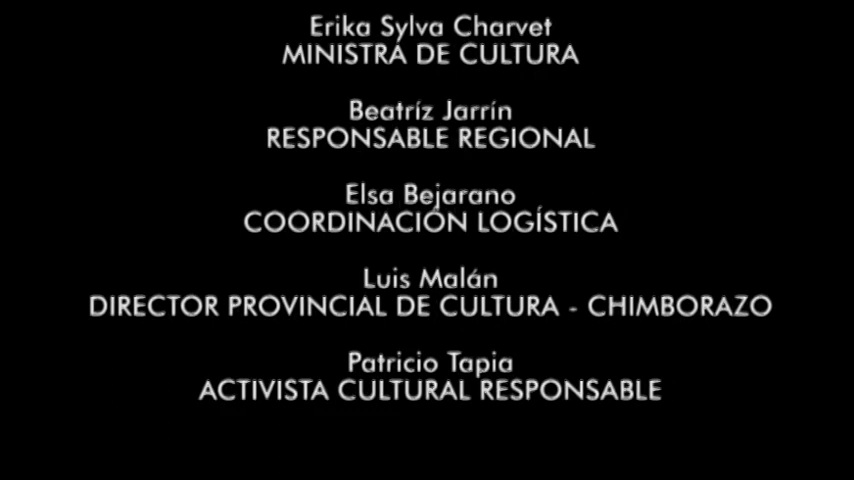 Erika Sylva Charvet
MINISTRA DE CULTURA
Beatríz Jarrín
RESPONSABLE REGIONAL
Elsa Bejarano
COORDINACIÓN LOGÍSTICA
Luis Malán
DIRECTOR PROVINCIAL DE CULTURA - CHIMBORAZO
Patricio Tapia
ACTIVISTA CULTURAL RESPONSABLE